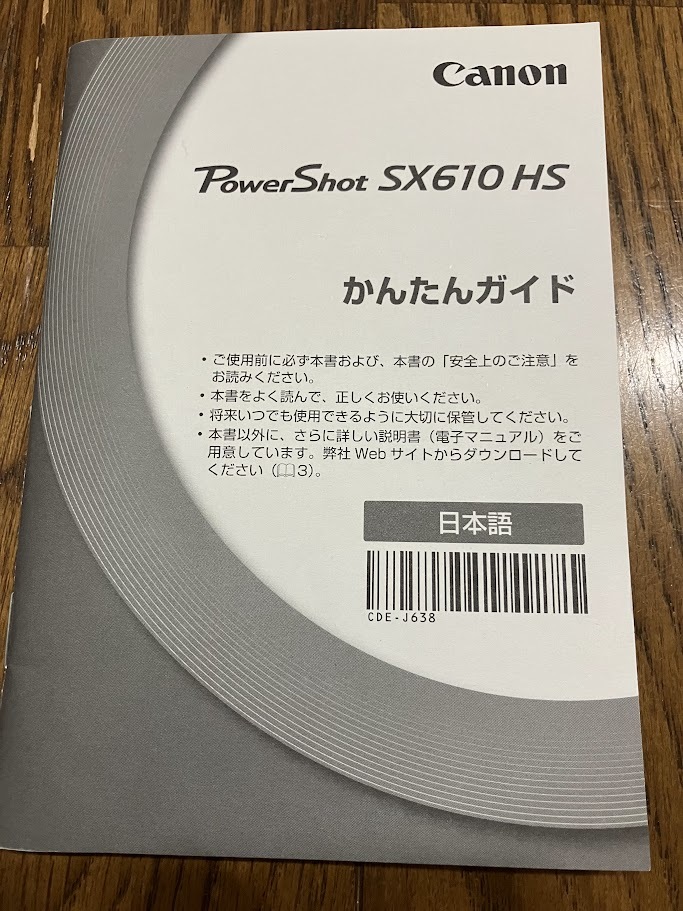 Canon
PowerShot SX610 HS
かんたんガイド
• ご使用前に必ず本書および、本書の「安全上のご注意」を
お読みください。
• 本書をよく読んで、正しくお使いください。
• 将来いつでも使用できるように大切に保管してください。
• 本書以外に、さらに詳しい説明書（電子マニュアル）をご
用意しています。弊社 Web サイトからダウンロードして
ください（📖3）。
日本語
CDE-J638